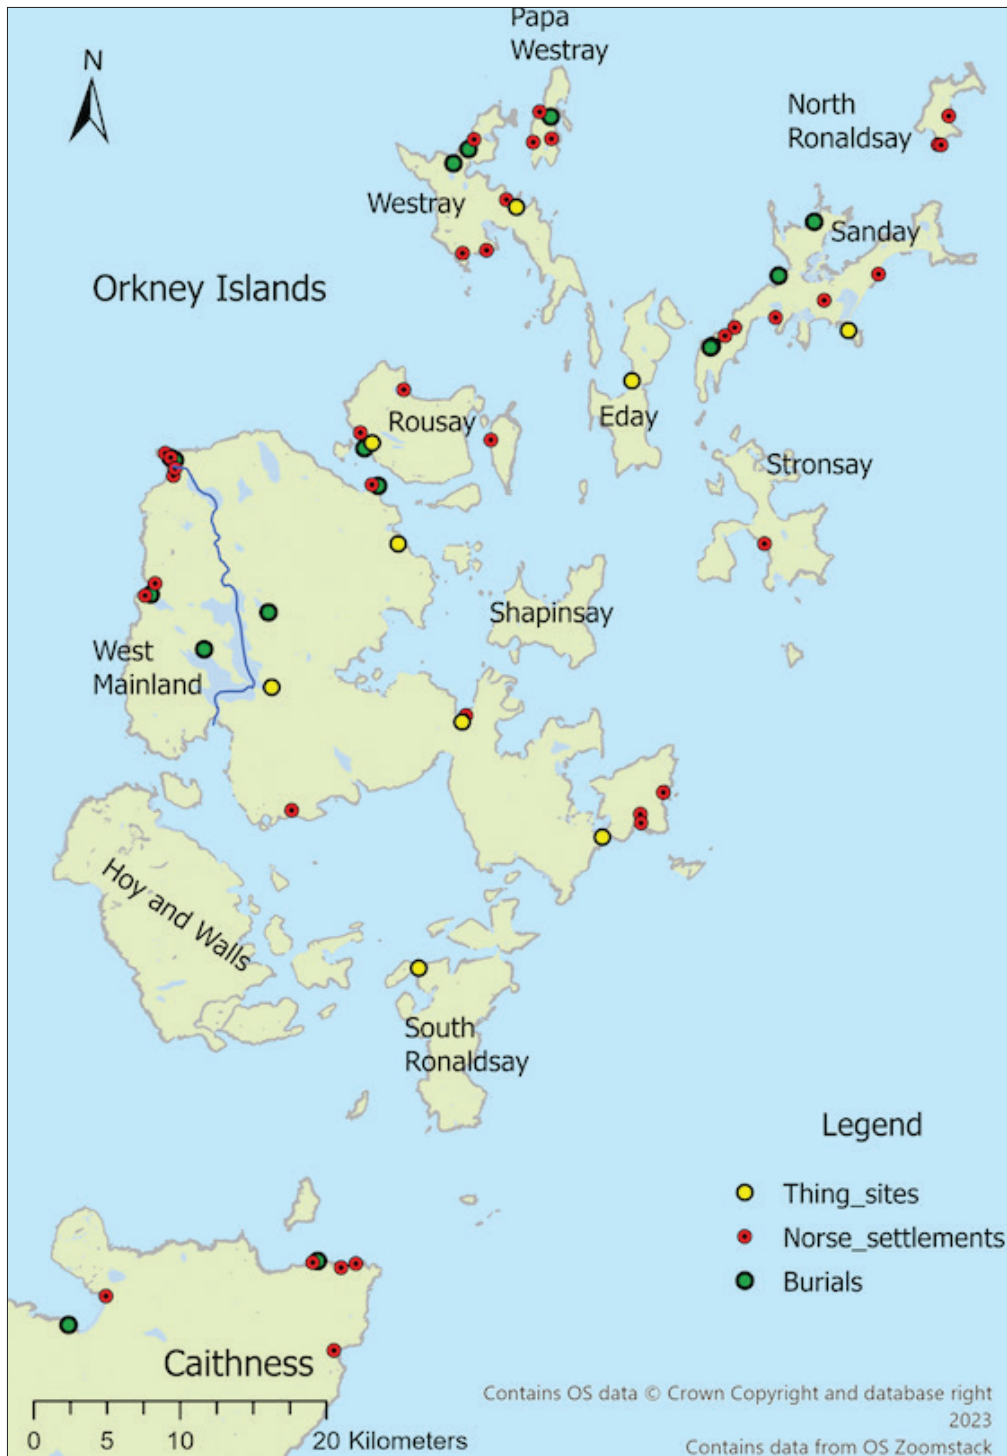 Papa
Westray
N
North
Ronaldsay
Westray
Sanday
Orkney Islands
Rousay
Eday
Stronsay
Shapinsay
West
Mainland
Hoy and Walls
South
Ronaldsay
Legend
Thing_sites
Norse_settlements
Burials
Caithness
Contains OS data © Crown Copyright and database right
2023
Contains data from OS Zoomstack
0 5 10 20 Kilometers